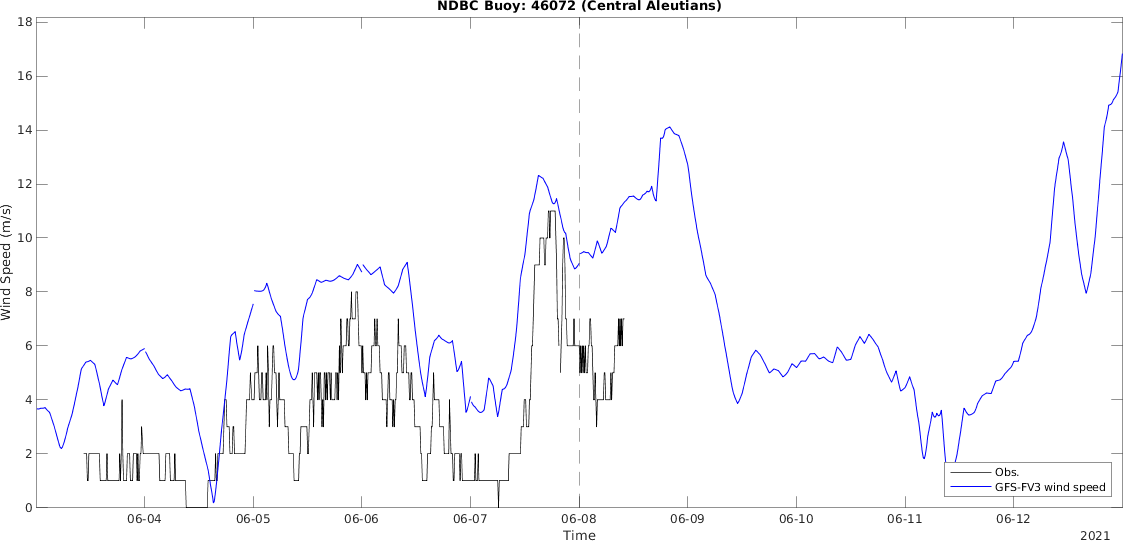 NDBC Buoy: 46072 (Central Aleutians)
Wind Speed (m/s)
18
16
14
12
10
8
6
4
2
0
06-04 06-05 06-06 06-07 06-08 06-09 06-10 06-11 06-12
Time
2021
Obs.
GFS-FV3 wind speed